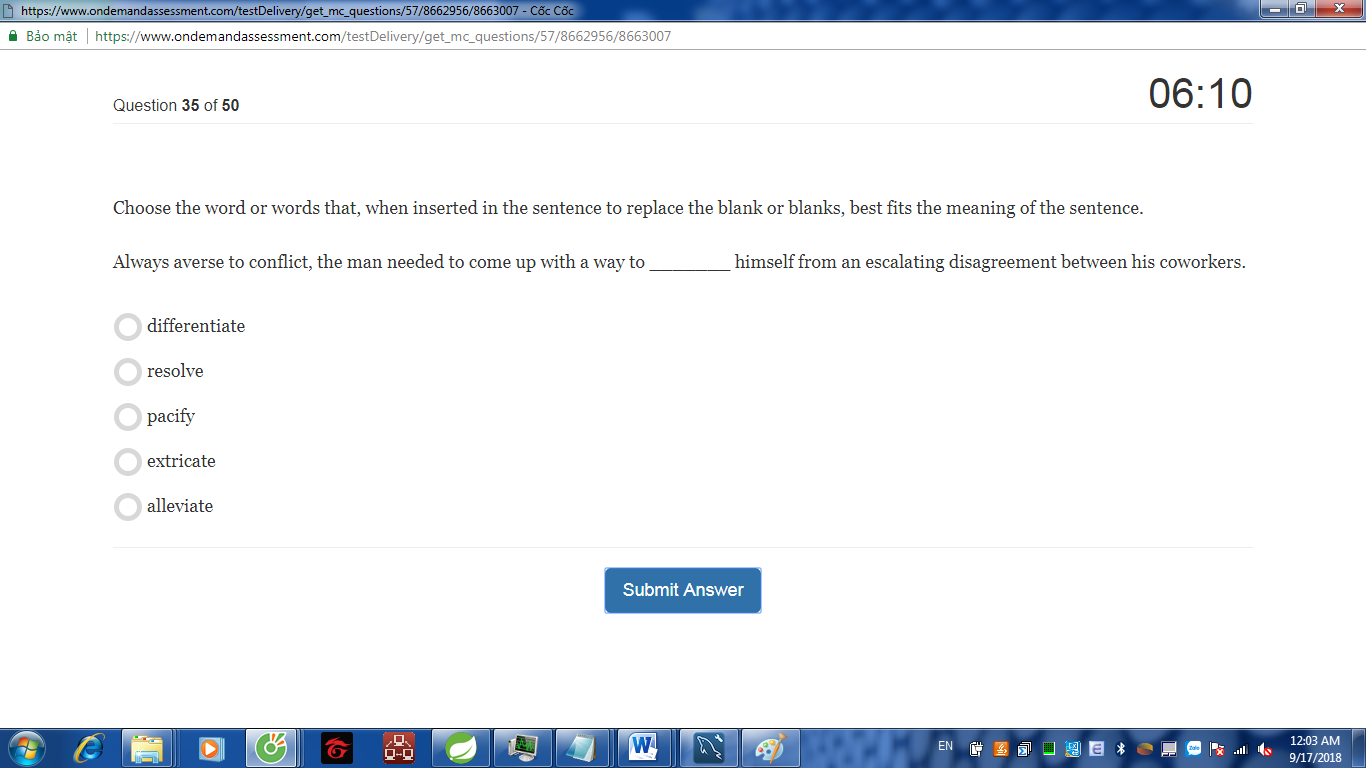 https://www.ondemandassessment.com/testDelivery/get_mc_questions/57/8662956/8663007 - Cốc Cốc
Bảo mật https://www.ondemandassessment.com/testDelivery/get_mc_questions/57/8662956/8663007
Question 35 of 50
06:10
Choose the word or words that, when inserted in the sentence to replace the blank or blanks, best fits the meaning of the sentence.
Always averse to conflict, the man needed to come up with a way to ________ himself from an escalating disagreement between his coworkers.
differentiate
resolve
pacify
extricate
alleviate
Submit Answer
EN
12:03 AM
9/17/2018